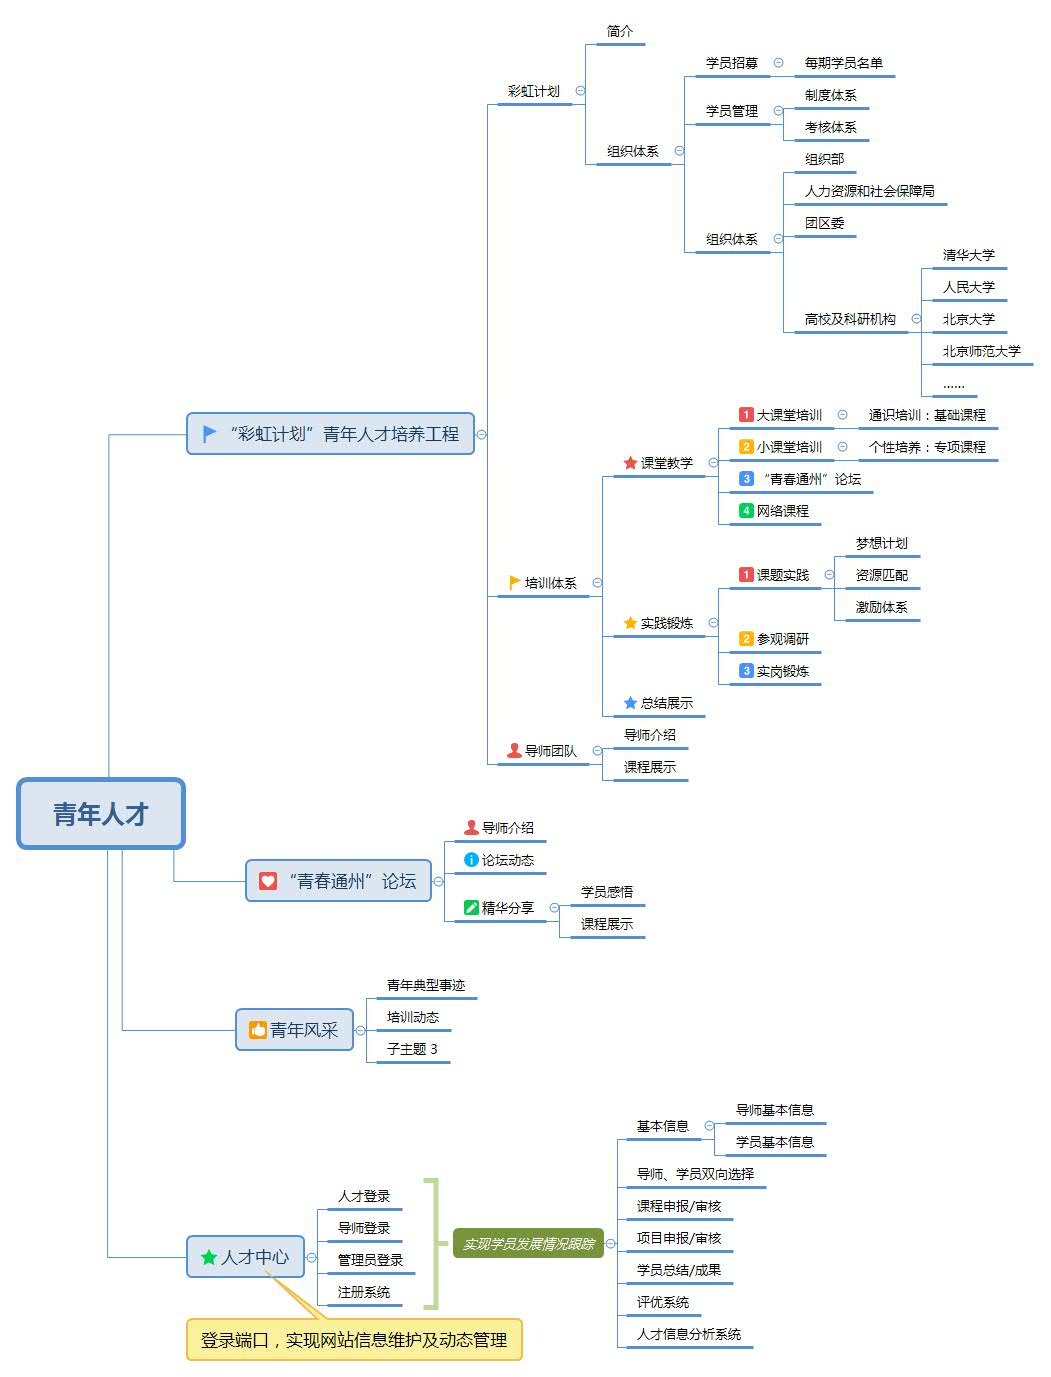 青年人才
“彩虹计划”青年人才培养工程
彩虹计划
简介
组织体系
学员招募
每期学员名单
学员管理
制度体系
考核体系
组织体系
组织部
人力资源和社会保障局
团区委
高校及科研机构
清华大学
人民大学
北京大学
北京师范大学
......
培训体系
课堂教学
1 大课堂培训
通识培训：基础课程
2 小课堂培训
个性培养：专项课程
3 “青春通州”论坛
4 网络课程
实践锻炼
1 课题实践
梦想计划
资源匹配
激励体系
2 参观调研
3 实岗锻炼
总结展示
导师团队
导师介绍
课程展示
“青春通州”论坛
导师介绍
论坛动态
精华分享
学员感悟
课程展示
青年风采
青年典型事迹
培训动态
子主题 3
人才中心
人才登录
导师登录
管理员登录
注册系统
登录端口，实现网站信息维护及动态管理
实现学员发展情况跟踪
基本信息
导师基本信息
学员基本信息
导师、学员双向选择
课程申报/审核
项目申报/审核
学员总结/成果
评优系统
人才信息分析系统